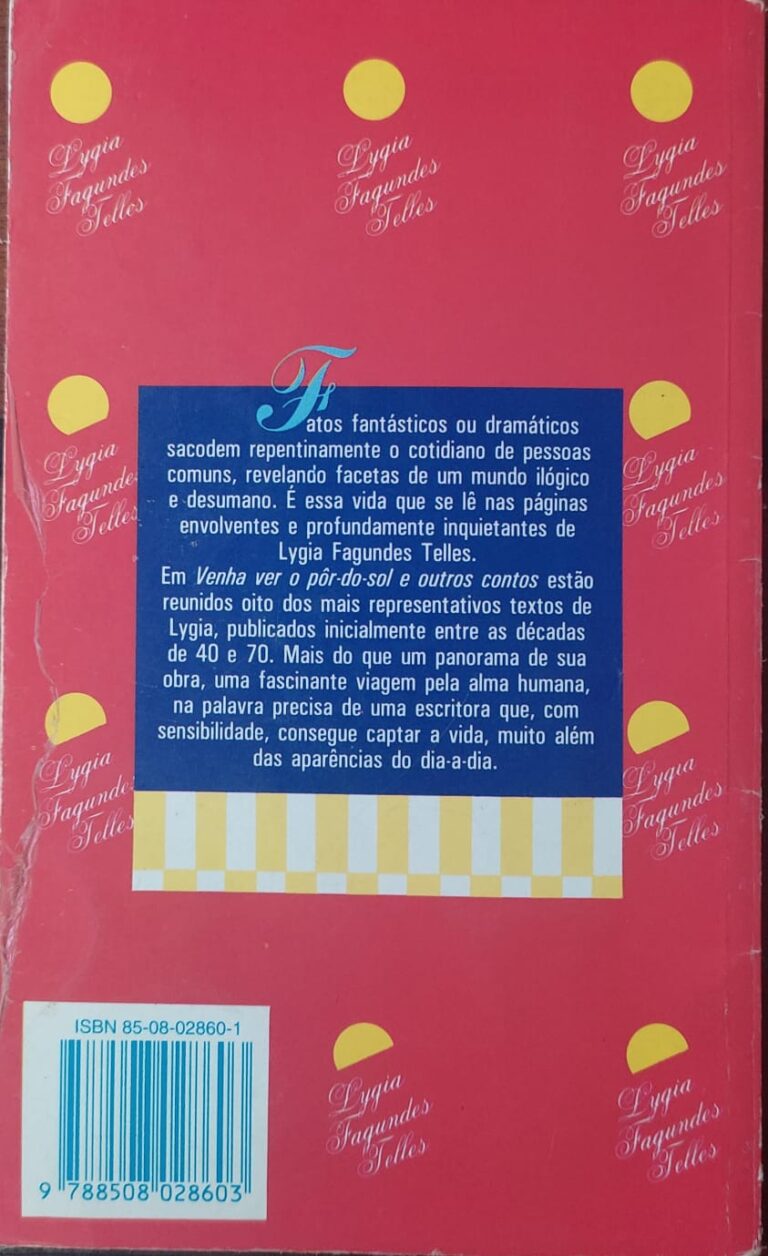 Lygia
Fagundes
Telles
Lygia
Fagundes
Telles
Lygia
Fagundes
Telles
Fatos fantásticos ou dramáticos
sacodem repentinamente o cotidiano de pessoas
comuns, revelando facetas de um mundo ilógico
e desumano. É essa vida que se lê nas páginas
envolventes e profundamente inquietantes de
Lygia Fagundes Telles.
Em Venha ver o pôr-do-sol e outros contos estão
reunidos oito dos mais representativos textos de
Lygia, publicados inicialmente entre as décadas
de 40 e 70. Mais do que um panorama de sua
obra, uma fascinante viagem pela alma humana,
na palavra precisa de uma escritora que, com
sensibilidade, consegue captar a vida, muito além
das aparências do dia-a-dia.
Lygia
Fagundes
Telles
Lygia
Fagundes
Telles
Lygia
Fagundes
Telles
Lygia
Fagundes
Telles
ISBN 85-08-02860-1
9 788508 028603
Lygia
Fagundes
Telles
Lygia
Fagundes
Telles